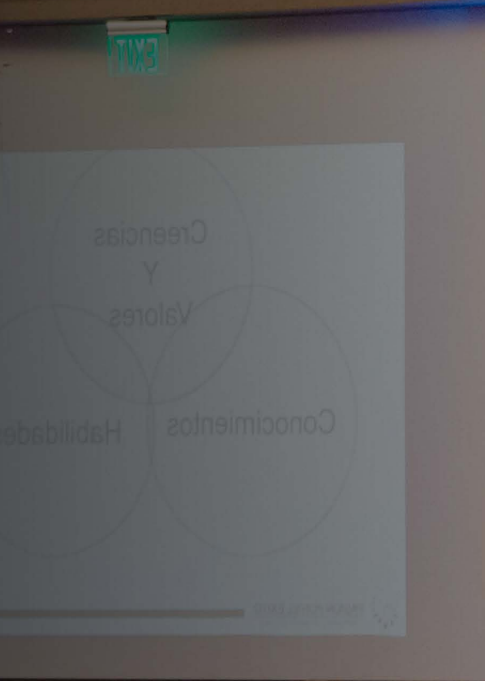 EXIT
Creencias
Y
Valores
Habilidades
Conocimientos